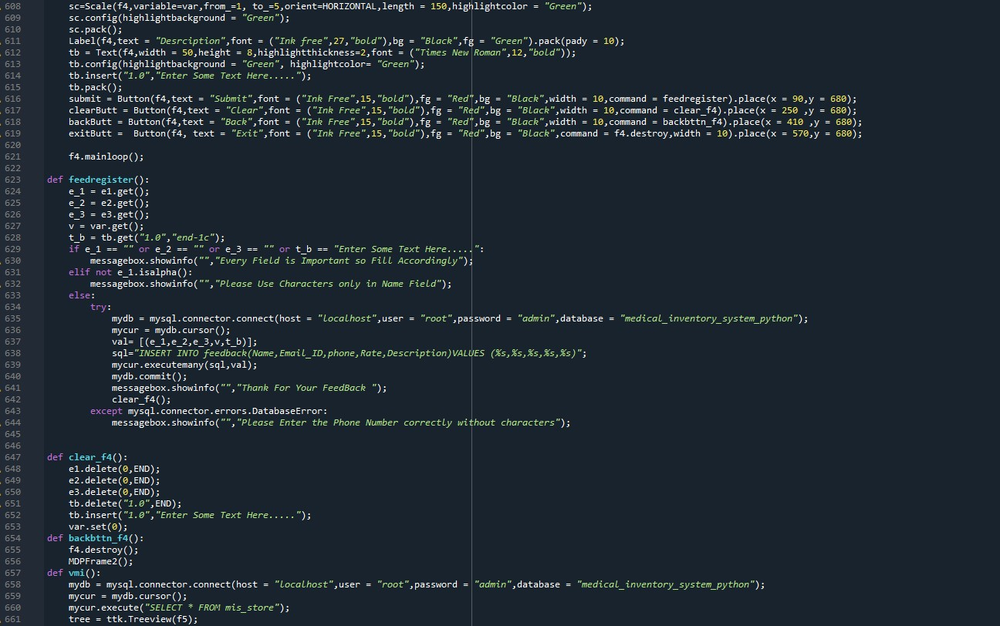 608 sc=Scale(f4,variable=var,from_=1, to_=5,orient=HORIZONTAL,length = 150,highlightcolor = "Green");
609 sc.config(highlightbackground = "Green");
610 sc.pack();
611 Label(f4,text = "Desrciption",font = ("Ink free",27,"bold"),bg = "Black",fg = "Green").pack(pady = 10);
612 tb = Text(f4,width = 50,height = 8,highlightthickness=2,font = ("Times New Roman",12,"bold"));
613 tb.config(highlightbackground = "Green", highlightcolor= "Green");
614 tb.insert("1.0","Enter Some Text Here.....");
615 tb.pack();
616 submit = Button(f4,text = "Submit",font = ("Ink Free",15,"bold"),fg = "Red",bg = "Black",width = 10,command = feedregister).place(x = 90,y = 680);
617 clearButt = Button(f4,text = "Clear",font = ("Ink Free",15,"bold"),fg = "Red",bg = "Black",width = 10,command = clear_f4).place(x = 250 ,y = 680);
618 backButt = Button(f4,text = "Back",font = ("Ink Free",15,"bold"),fg = "Red",bg = "Black",width = 10,command = backbttn_f4).place(x = 410 ,y = 680);
619 exitButt =  Button(f4, text = "Exit",font = ("Ink Free",15,"bold"),fg = "Red",bg = "Black",command = f4.destroy,width = 10).place(x = 570,y = 680);
620
621 f4.mainloop();
622
623 def feedregister():
624 e_1 = e1.get();
625 e_2 = e2.get();
626 e_3 = e3.get();
627 v = var.get();
628 t_b = tb.get("1.0","end-1c");
629 if e_1 == "" or e_2 == "" or e_3 == "" or t_b == "Enter Some Text Here.....":
630 messagebox.showinfo("","Every Field is Important so Fill Accordingly");
631 elif not e_1.isalpha():
632 messagebox.showinfo("","Please Use Characters only in Name Field");
633 else:
634 try:
635 mydb = mysql.connector.connect(host = "localhost",user = "root",password = "admin",database = "medical_inventory_system_python");
636 mycur = mydb.cursor();
637 val= [(e_1,e_2,e_3,v,t_b)];
638 sql="INSERT INTO feedback(Name,Email_ID,phone,Rate,Description)VALUES (%s,%s,%s,%s,%s)";
639 mycur.executemany(sql,val);
640 mydb.commit();
641 messagebox.showinfo("","Thank For Your FeedBack ");
642 clear_f4();
643 except mysql.connector.errors.DatabaseError:
644 messagebox.showinfo("","Please Enter the Phone Number correctly without characters");
645
646
647 def clear_f4():
648 e1.delete(0,END);
649 e2.delete(0,END);
650 e3.delete(0,END);
651 tb.delete("1.0",END);
652 tb.insert("1.0","Enter Some Text Here.....");
653 var.set(0);
654 def backbttn_f4():
655 f4.destroy();
656 MDPFrame2();
657 def vmi():
658 mydb = mysql.connector.connect(host = "localhost",user = "root",password = "admin",database = "medical_inventory_system_python");
659 mycur = mydb.cursor();
660 mycur.execute("SELECT * FROM mis_store");
661 tree = ttk.Treeview(f5);